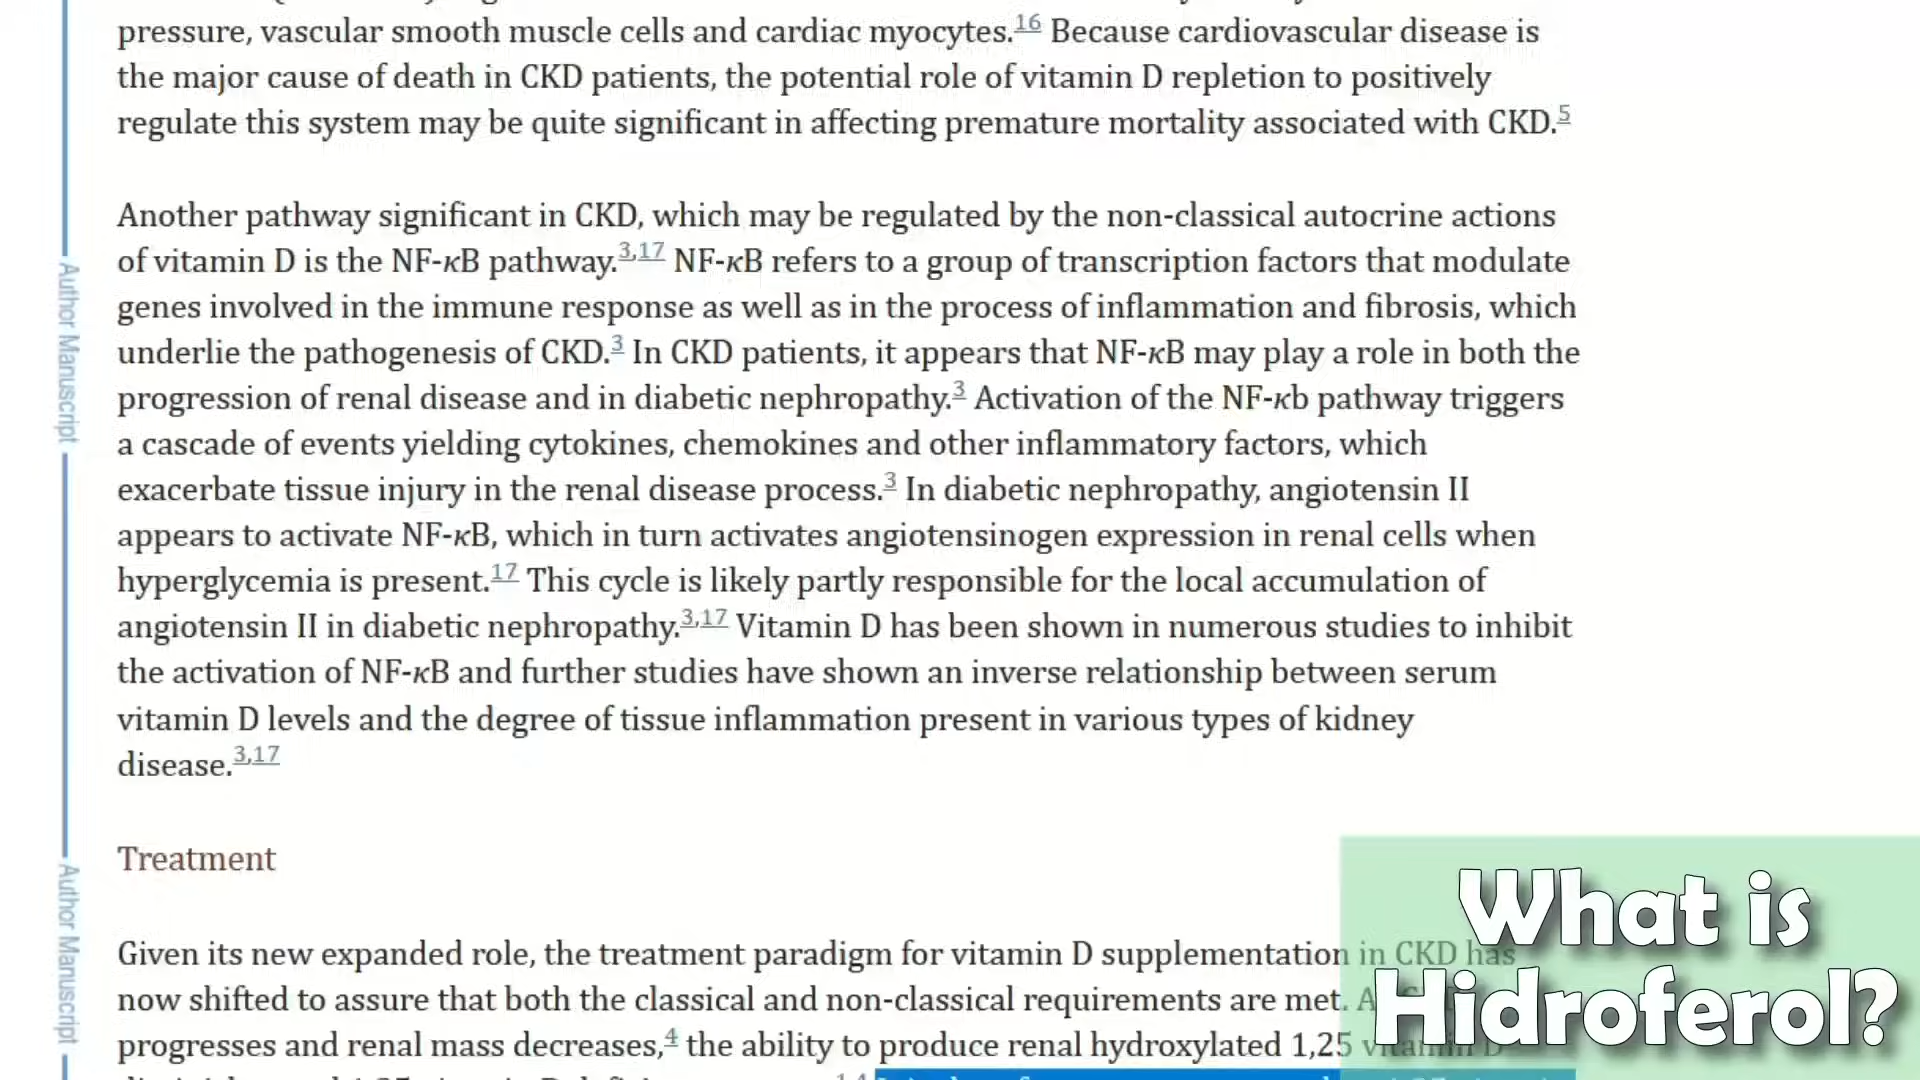 pressure, vascular smooth muscle cells and cardiac myocytes.16 Because cardiovascular disease is
the major cause of death in CKD patients, the potential role of vitamin D repletion to positively
regulate this system may be quite significant in affecting premature mortality associated with CKD.5
Another pathway significant in CKD, which may be regulated by the non-classical autocrine actions
of vitamin D is the NF-κB pathway.3,17 NF-κB refers to a group of transcription factors that modulate
genes involved in the immune response as well as in the process of inflammation and fibrosis, which
underlie the pathogenesis of CKD.3 In CKD patients, it appears that NF-κB may play a role in both the
progression of renal disease and in diabetic nephropathy.3 Activation of the NF-κb pathway triggers
a cascade of events yielding cytokines, chemokines and other inflammatory factors, which
exacerbate tissue injury in the renal disease process.3 In diabetic nephropathy, angiotensin II
appears to activate NF-κB, which in turn activates angiotensinogen expression in renal cells when
hyperglycemia is present.17 This cycle is likely partly responsible for the local accumulation of
angiotensin II in diabetic nephropathy.3,17 Vitamin D has been shown in numerous studies to inhibit
the activation of NF-κB and further studies have shown an inverse relationship between serum
vitamin D levels and the degree of tissue inflammation present in various types of kidney
disease.3,17
Treatment
Given its new expanded role, the treatment paradigm for vitamin D supplementation in CKD has
now shifted to assure that both the classical and non-classical requirements are met.
progresses and renal mass decreases,4 the ability to produce renal hydroxylated 1,25 vitamin D
Author Manuscript
Author Manuscript
What is
Hidroferol?